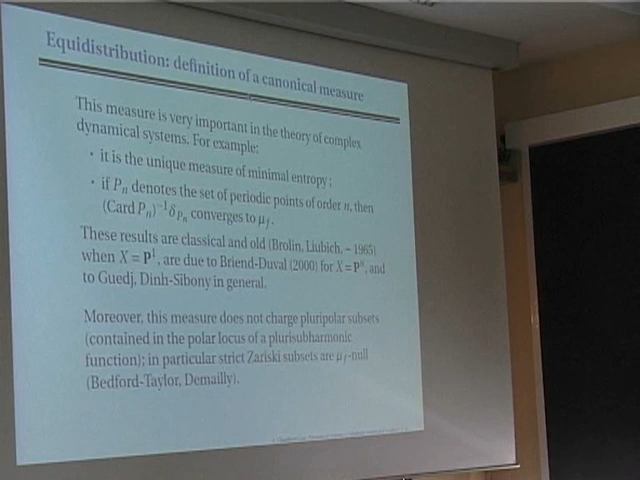 Equidistribution: definition of a canonical measure
This measure is very important in the theory of complex
dynamical systems. For example:
• it is the unique measure of minimal entropy ;
• if Pₙ denotes the set of periodic points of order n, then
(Card Pₙ)⁻¹δ_Pₙ converges to μ_f.
These results are classical and old (Brolin, Liubich, ~ 1965)
when X = P¹, are due to Briend-Duval (2000) for X = Pⁿ, and
to Guedj, Dinh-Sibony in general.
Moreover, this measure does not charge pluripolar subsets
(contained in the polar locus of a plurisubharmonic
function); in particular strict Zariski subsets are μ_f-null
(Bedford-Taylor, Demailly).